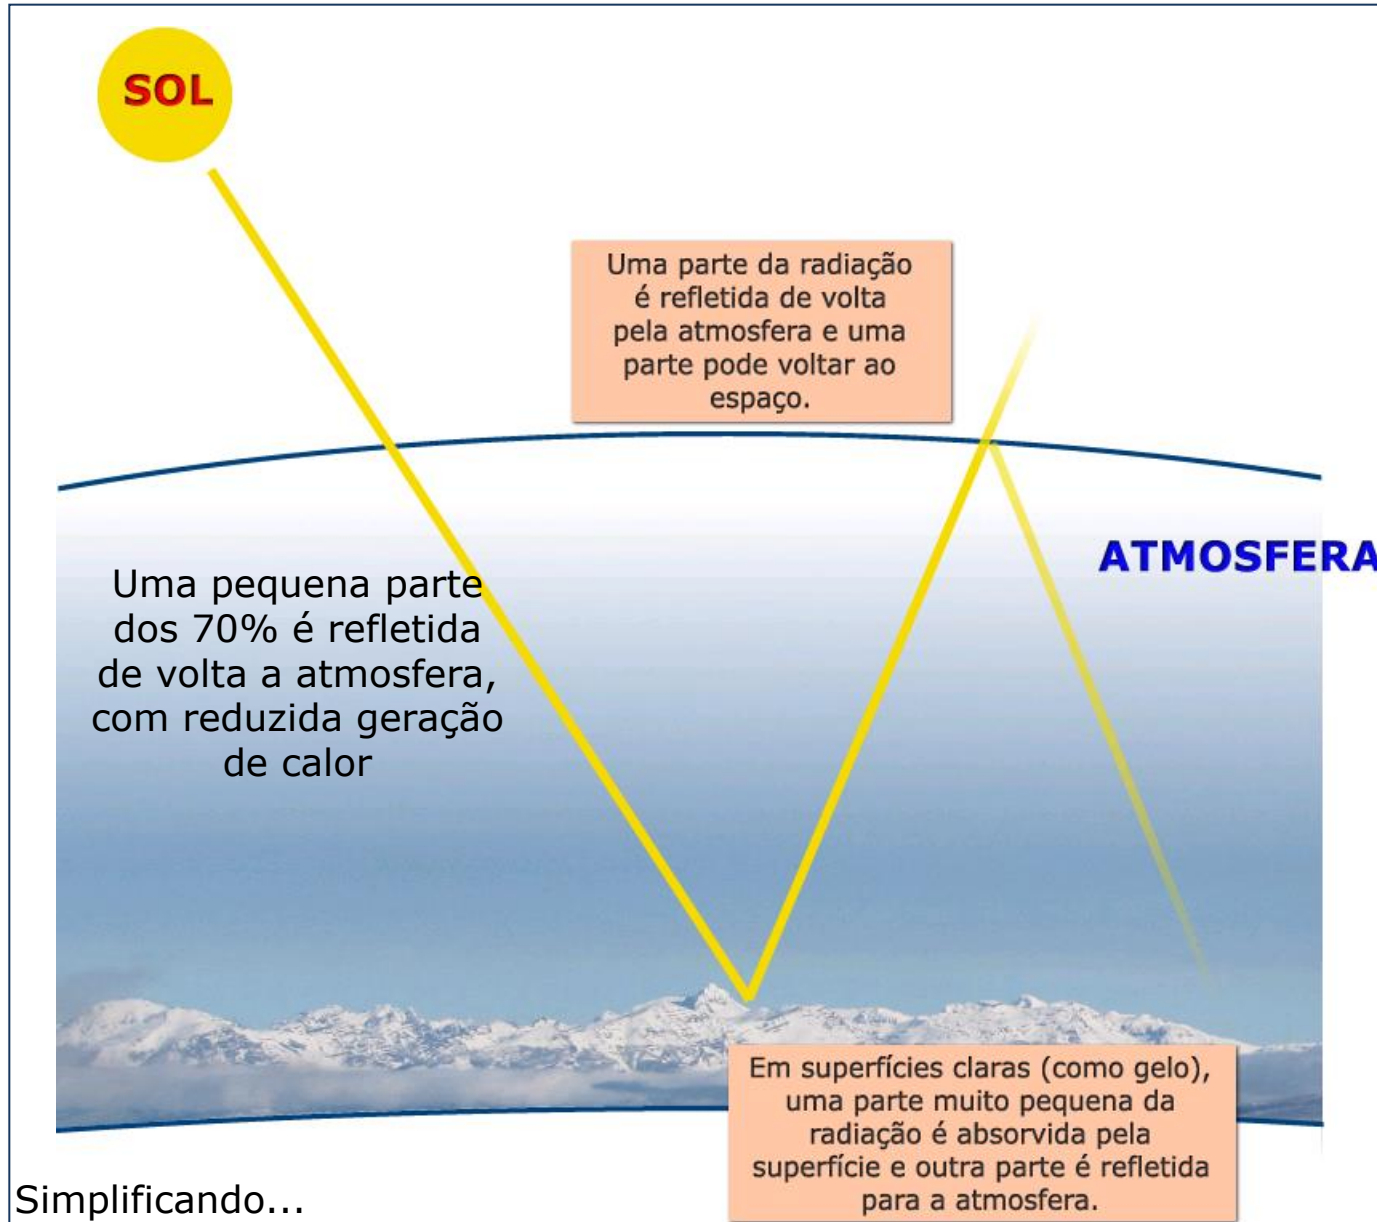 SOL
Uma parte da radiação
é refletida de volta
pela atmosfera e uma
parte pode voltar ao
espaço.
ATMOSFERA
Uma pequena parte
dos 70% é refletida
de volta a atmosfera,
com reduzida geração
de calor
Em superfícies claras (como gelo),
uma parte muito pequena da
radiação é absorvida pela
superfície e outra parte é refletida
para a atmosfera.
Simplificando...